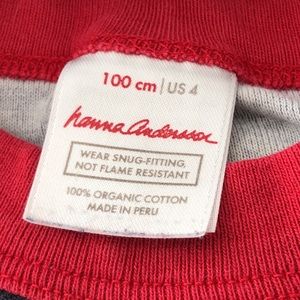 100 cm | US 4
hanna andersson
WEAR SNUG-FITTING,
NOT FLAME RESISTANT
100% ORGANIC COTTON
MADE IN PERU